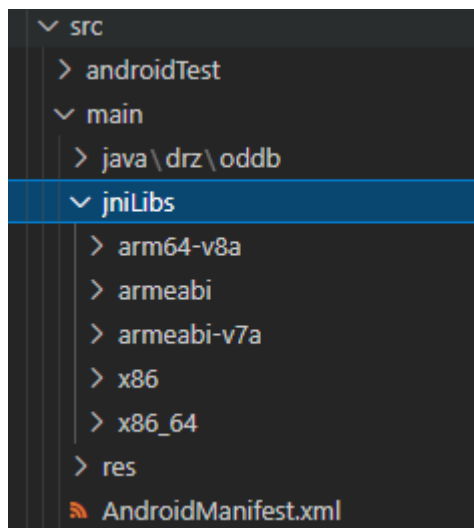 src
androidTest
main
java\drz\oddb
jniLibs
arm64-v8a
armeabi
armeabi-v7a
x86
x86_64
res
AndroidManifest.xml